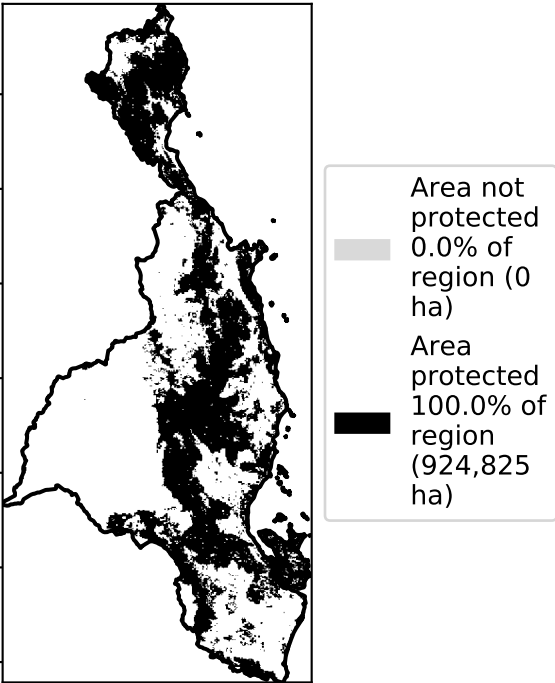 Area not
protected
0.0% of
region (0
ha)
Area
protected
100.0% of
region
(924,825
ha)